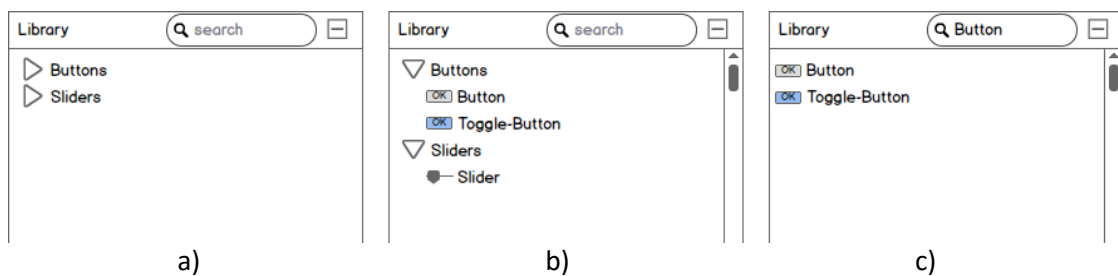 Library search
Buttons
Sliders
a)
Library search
Buttons
OK Button
OK Toggle-Button
Sliders
Slider
b)
Library Button
OK Button
OK Toggle-Button
c)